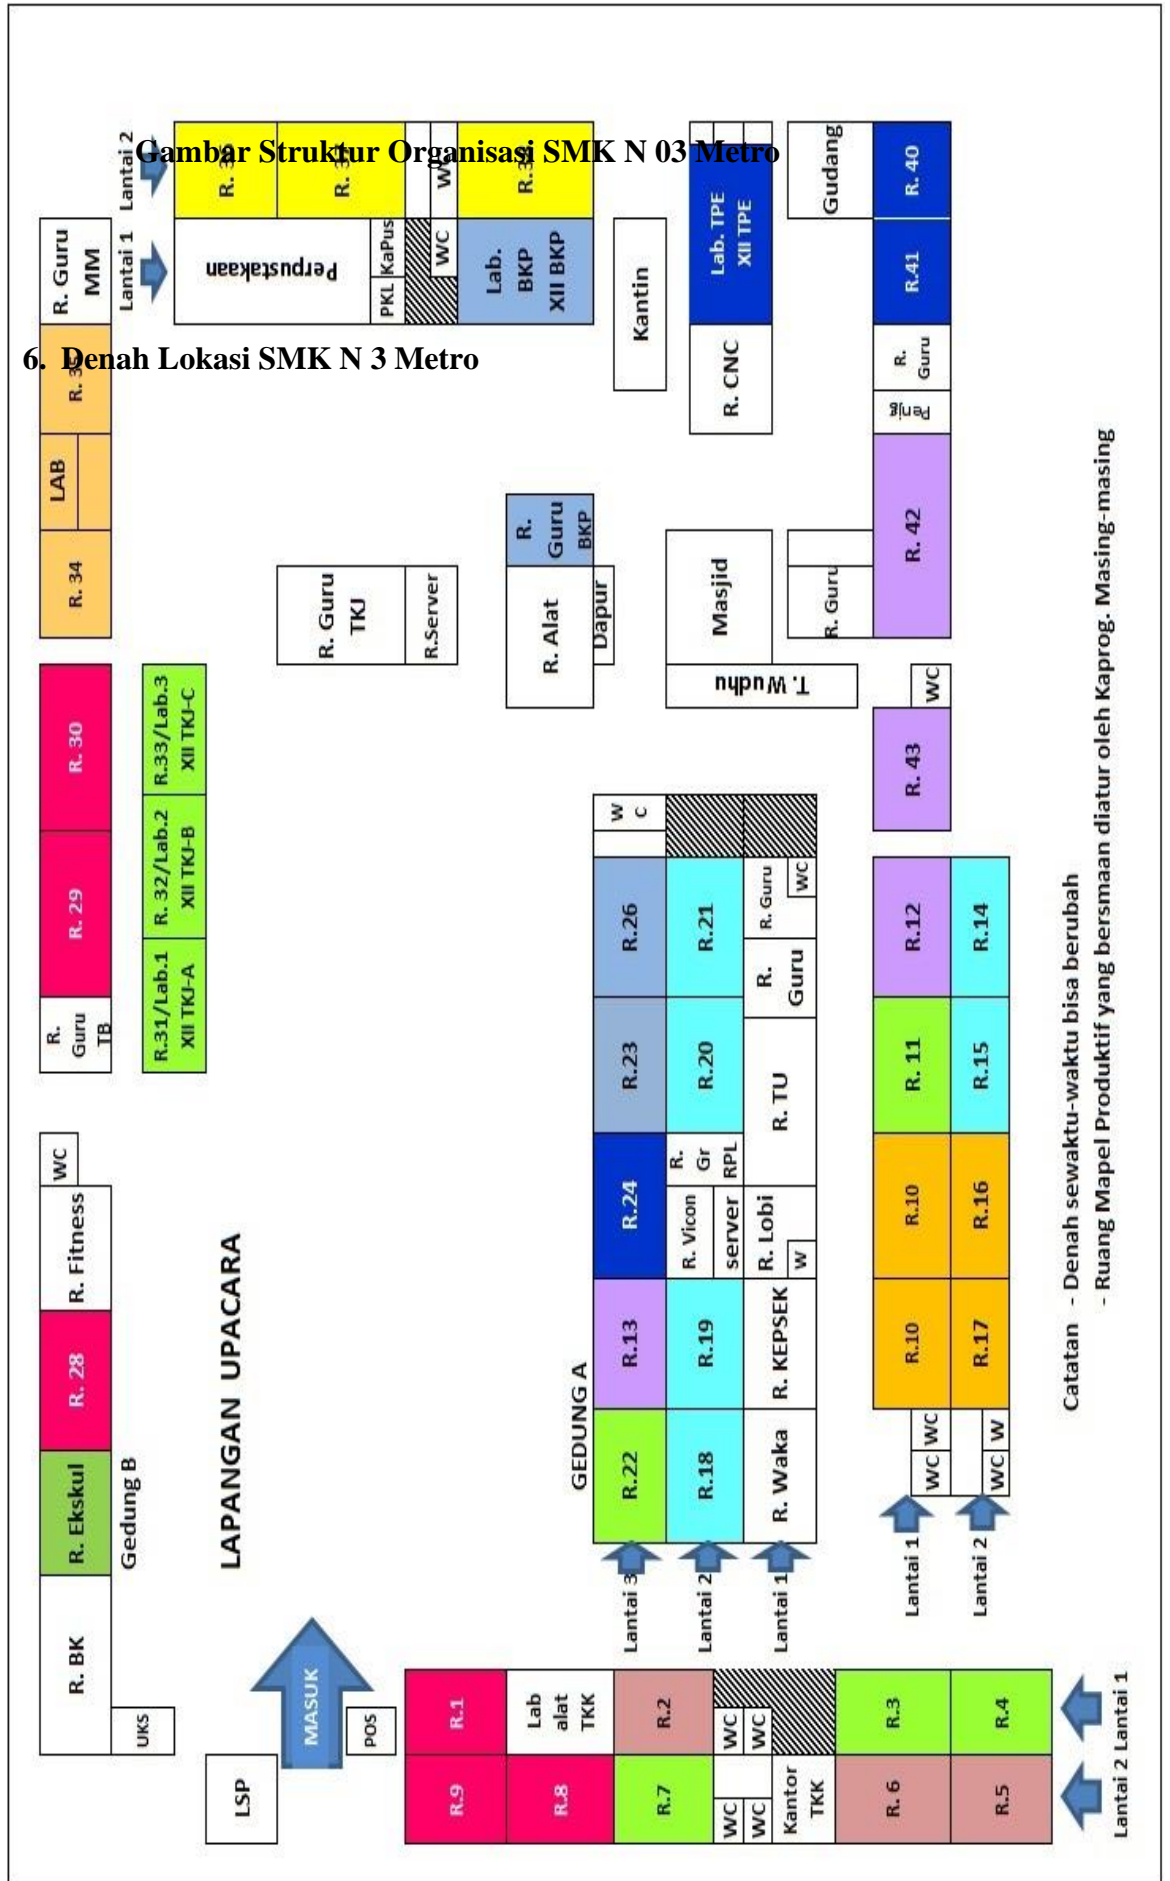 Gambar Struktur Organisasi SMK N 03 Metro
6. Denah Lokasi SMK N 3 Metro
R. BK
R. Ekskul
R. 28
R. Fitness
WC
R.
Guru
TB
R. 29
R. 30
R. 34
LAB
R. 35
R. Guru
MM
UKS
Gedung B
R.31/Lab.1
XII TKJ-A
R. 32/Lab.2
XII TKJ-B
R.33/Lab.3
XII TKJ-C
Lantai 1
Lantai 2
LSP
LAPANGAN UPACARA
MASUK
POS
Perpustakaan
PKL
KaPus
WC
R. 37
WC
R. Guru
TKJ
R.Server
Lab.
BKP
XII BKP
R. Alat
R.
Guru
BKP
Dapur
Kantin
R.9
R.1
R.8
Lab
alat
TKK
R.7
R.2
WC
WC
WC
WC
Kantor
TKK
R. 6
R.3
R.5
R.4
Lantai 2
Lantai 1
GEDUNG A
Lantai 3
R.22
R.13
R.24
R.23
R.26
W
C
Lantai 2
R.18
R.19
R. Vicon
server
R.
Gr
RPL
R.20
R.21
Lantai 1
R. Waka
R. KEPSEK
R. Lobi
W
R. TU
R.
Guru
R. Guru
WC
T. Wudhu
Masjid
R. Guru
R. CNC
Lab. TPE
XII TPE
Gudang
Lantai 1
WC
WC
R.10
R.10
R. 11
R.12
R. 43
WC
R. 42
R.
Guru
R.41
R. 40
Lantai 2
WC
W
R.17
R.16
R.15
R.14
Catatan - Denah sewaktu-waktu bisa berubah
- Ruang Mapel Produktif yang bersmaan diatur oleh Kaprog. Masing-masing